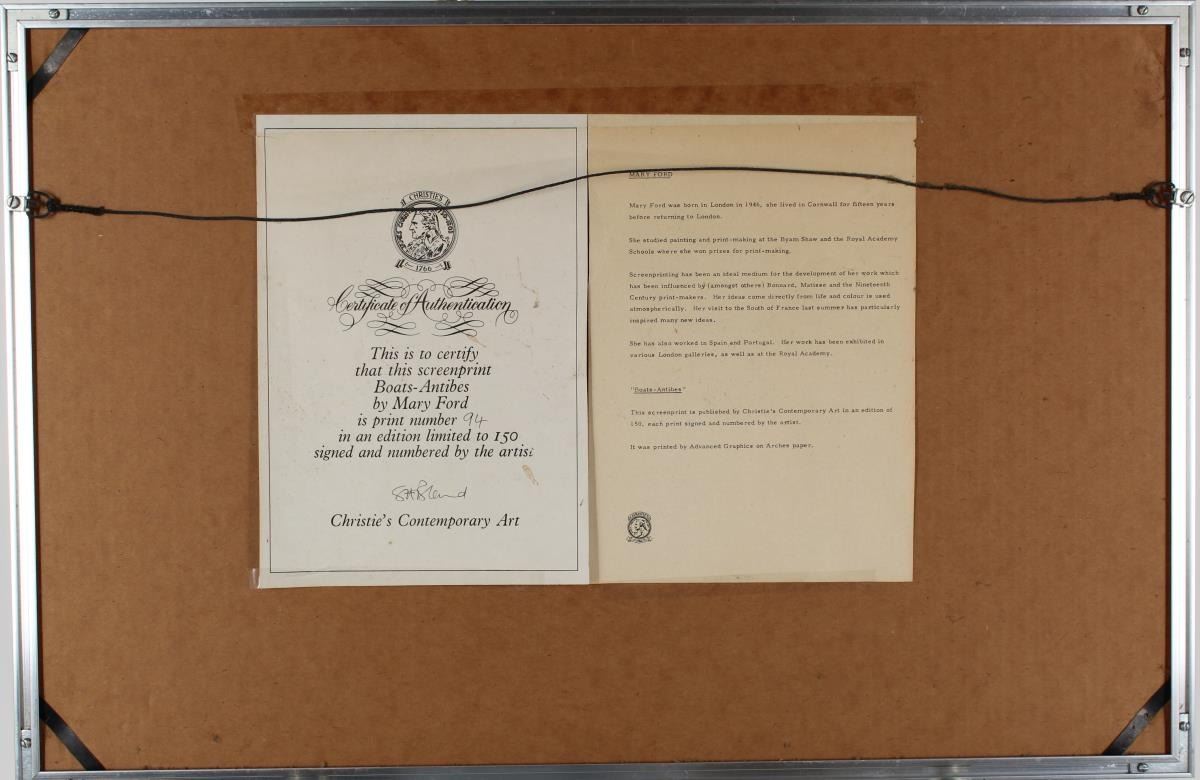 CHRISTIE'S
1766
Certificate of Authentication
This is to certify
that this screenprint
Boats-Antibes
by Mary Ford
is print number 94
in an edition limited to 150
signed and numbered by the artist
Christie's Contemporary Art
MARY FORD
Mary Ford was born in London in 1946, she lived in Cornwall for fifteen years
before returning to London.
She studied painting and print-making at the Byam Shaw and the Royal Academy
Schools where she won prizes for print-making.
Screenprinting has been an ideal medium for the development of her work which
has been influenced by (amongst others) Bonnard, Matisse and the Nineteenth
Century print-makers. Her ideas come directly from life and colour is used
atmospherically. Her visit to the South of France last summer has particularly
inspired many new ideas.
She has also worked in Spain and Portugal. Her work has been exhibited in
various London galleries, as well as at the Royal Academy.
"Boats-Antibes"
This screenprint is published by Christie's Contemporary Art in an edition of
150, each print signed and numbered by the artist.
It was printed by Advanced Graphics on Arches paper.